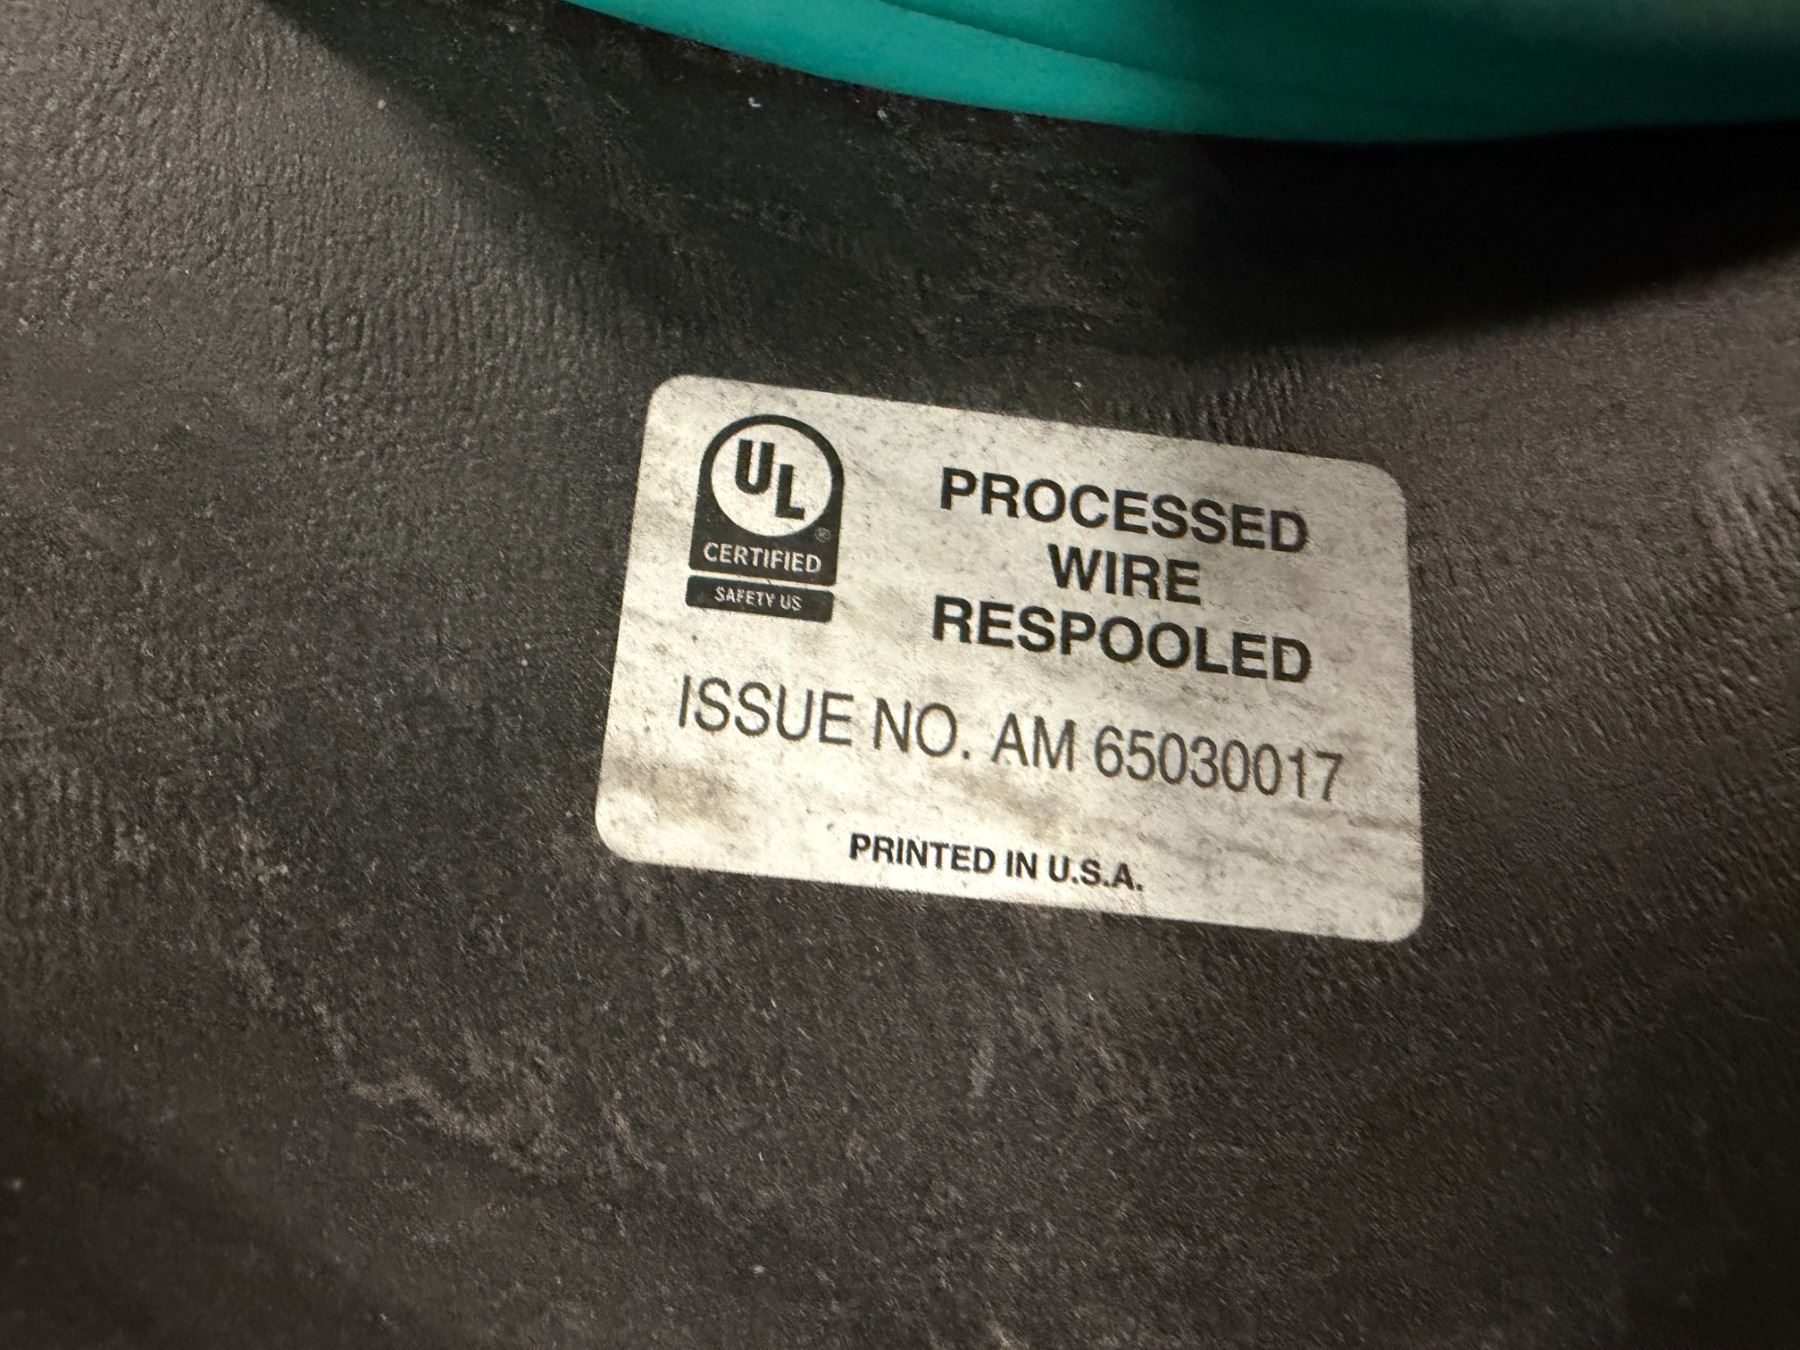 UL
®
CERTIFIED
SAFETY US
PROCESSED
WIRE
RESPOOLED
ISSUE NO. AM 65030017
PRINTED IN U.S.A.